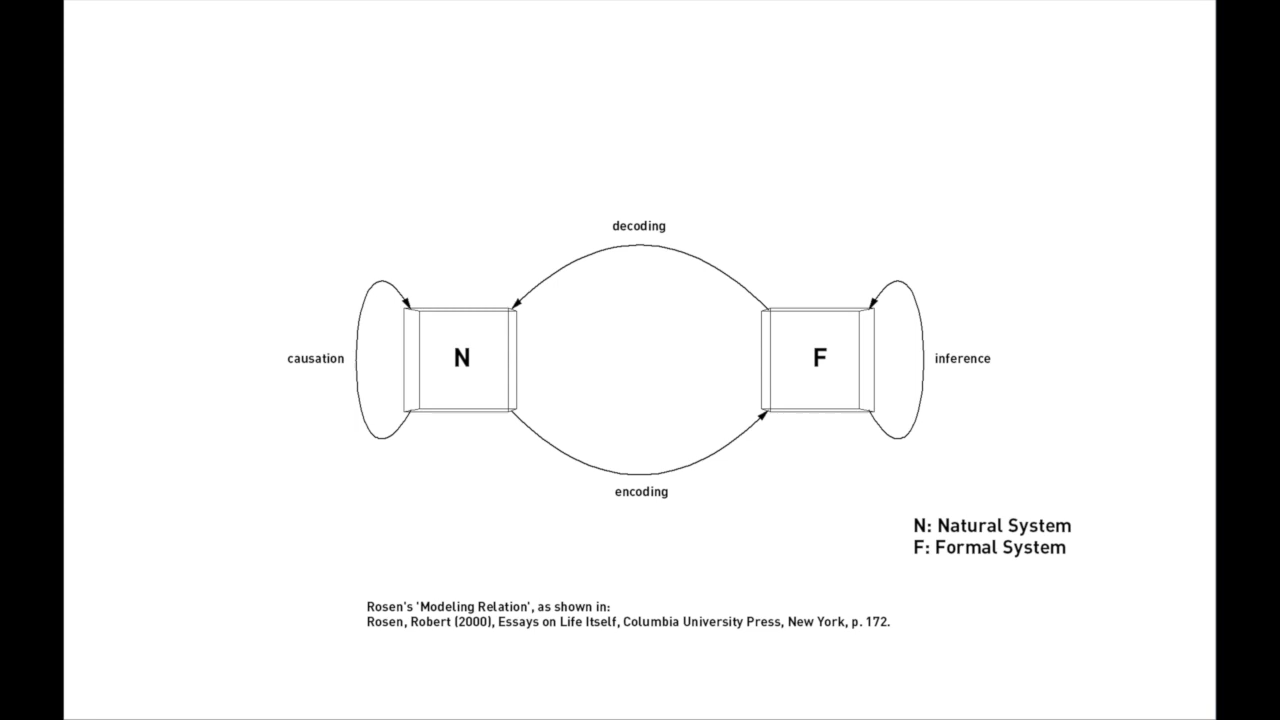 decoding
causation
N
F
inference
encoding
N: Natural System
F: Formal System
Rosen's 'Modeling Relation', as shown in:
Rosen, Robert (2000), Essays on Life Itself, Columbia University Press, New York, p. 172.